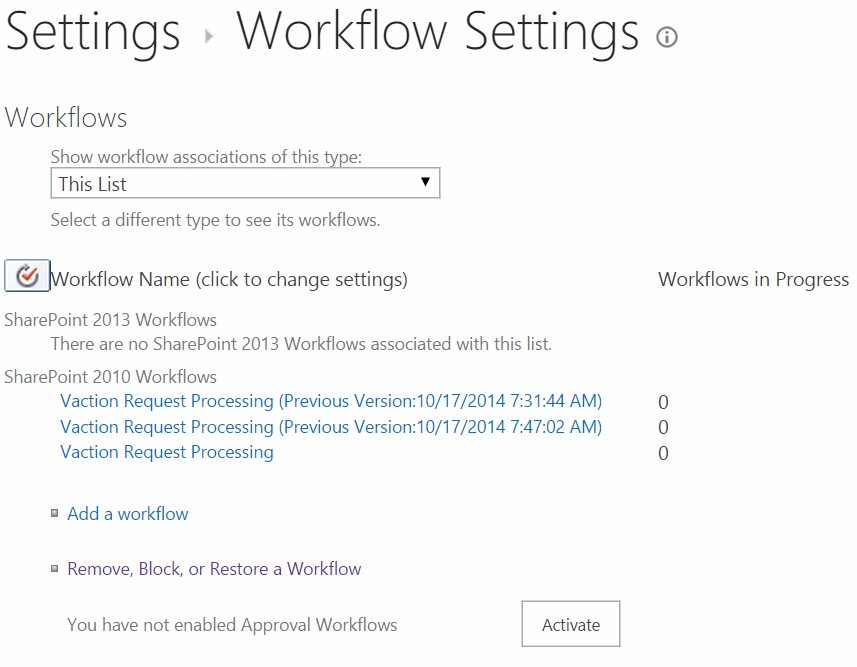 Settings Workflow Settings
Workflows
Show workflow associations of this type:
This List
Select a different type to see its workflows.
Workflow Name (click to change settings) Workflows in Progress
SharePoint 2013 Workflows
There are no SharePoint 2013 Workflows associated with this list.
SharePoint 2010 Workflows
Vaction Request Processing (Previous Version:10/17/2014 7:31:44 AM) 0
Vaction Request Processing (Previous Version:10/17/2014 7:47:02 AM) 0
Vaction Request Processing 0
Add a workflow
Remove, Block, or Restore a Workflow
You have not enabled Approval Workflows Activate